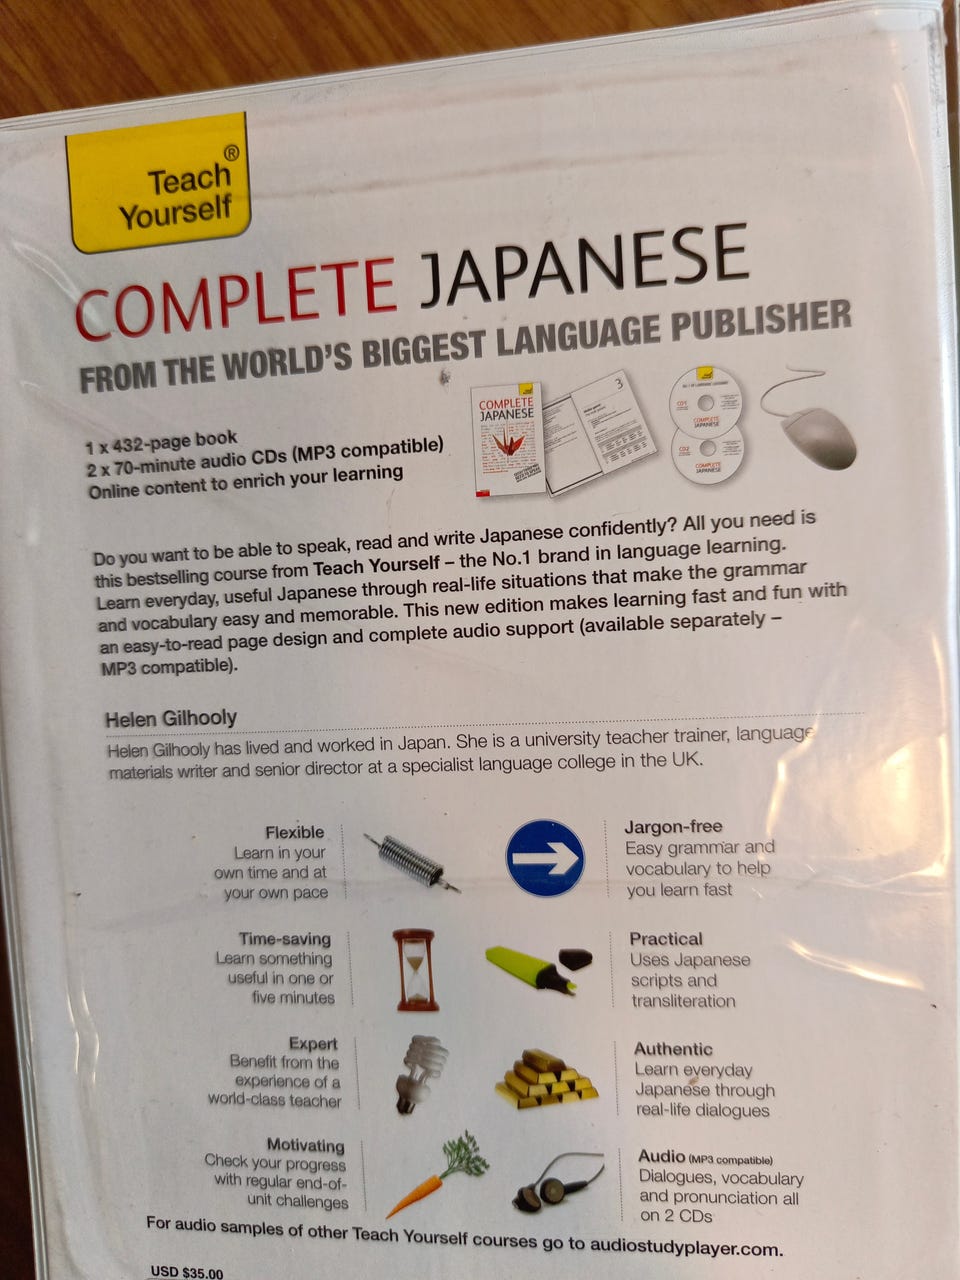 Teach®
Yourself
COMPLETE JAPANESE
FROM THE WORLD'S BIGGEST LANGUAGE PUBLISHER
1 x 432-page book
2 x 70-minute audio CDs (MP3 compatible)
Online content to enrich your learning
COMPLETE
JAPANESE
3
CD1
COMPLETE
JAPANESE
CD2
COMPLETE
JAPANESE
Do you want to be able to speak, read and write Japanese confidently? All you need is
this bestselling course from Teach Yourself – the No.1 brand in language learning.
Learn everyday, useful Japanese through real-life situations that make the grammar
and vocabulary easy and memorable. This new edition makes learning fast and fun with
an easy-to-read page design and complete audio support (available separately –
MP3 compatible).
Helen Gilhooly
Helen Gilhooly has lived and worked in Japan. She is a university teacher trainer, language
materials writer and senior director at a specialist language college in the UK.
Flexible
Learn in your
own time and at
your own pace
Jargon-free
Easy grammar and
vocabulary to help
you learn fast
Time-saving
Learn something
useful in one or
five minutes
Practical
Uses Japanese
scripts and
transliteration
Expert
Benefit from the
experience of a
world-class teacher
Authentic
Learn everyday
Japanese through
real-life dialogues
Motivating
Check your progress
with regular end-of-
unit challenges
Audio (MP3 compatible)
Dialogues, vocabulary
and pronunciation all
on 2 CDs
For audio samples of other Teach Yourself courses go to audiostudyplayer.com.
USD $35.00